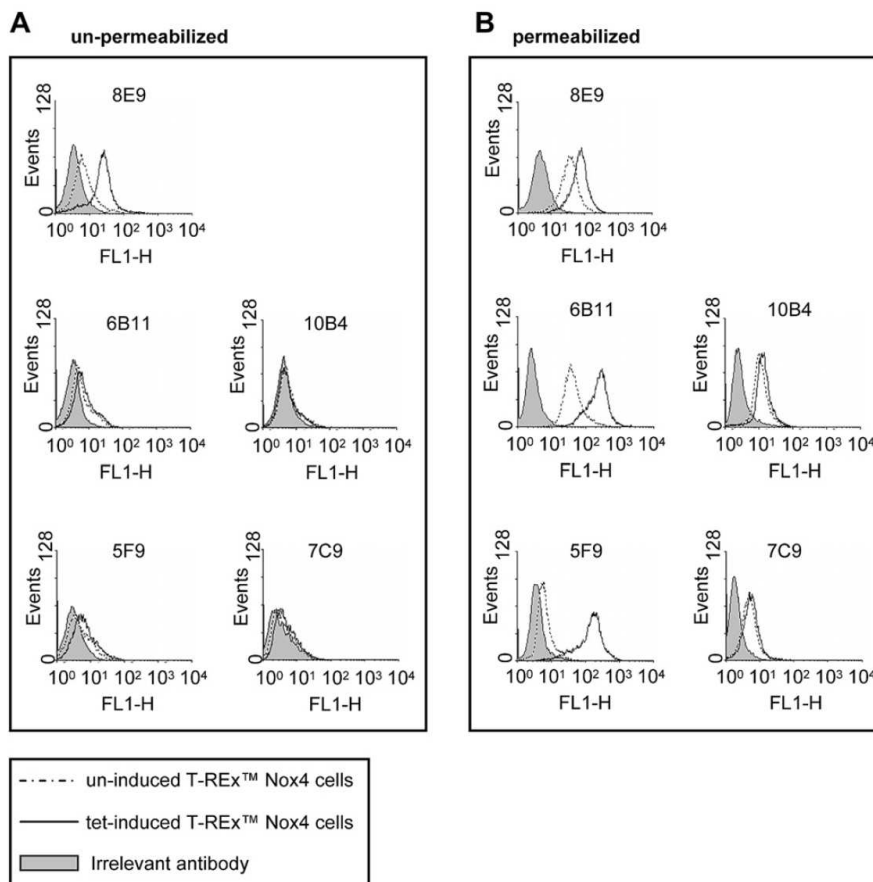 A
un-permeabilized
8E9
128
Events
0
10⁰ 10¹ 10² 10³ 10⁴
FL1-H
6B11
128
Events
0
10⁰ 10¹ 10² 10³ 10⁴
FL1-H
10B4
128
Events
0
10⁰ 10¹ 10² 10³ 10⁴
FL1-H
5F9
128
Events
0
10⁰ 10¹ 10² 10³ 10⁴
FL1-H
7C9
128
Events
0
10⁰ 10¹ 10² 10³ 10⁴
FL1-H
B
permeabilized
8E9
128
Events
0
10⁰ 10¹ 10² 10³ 10⁴
FL1-H
6B11
128
Events
0
10⁰ 10¹ 10² 10³ 10⁴
FL1-H
10B4
128
Events
0
10⁰ 10¹ 10² 10³ 10⁴
FL1-H
5F9
128
Events
0
10⁰ 10¹ 10² 10³ 10⁴
FL1-H
7C9
128
Events
0
10⁰ 10¹ 10² 10³ 10⁴
FL1-H
un-induced T-REx™ Nox4 cells
tet-induced T-REx™ Nox4 cells
Irrelevant antibody